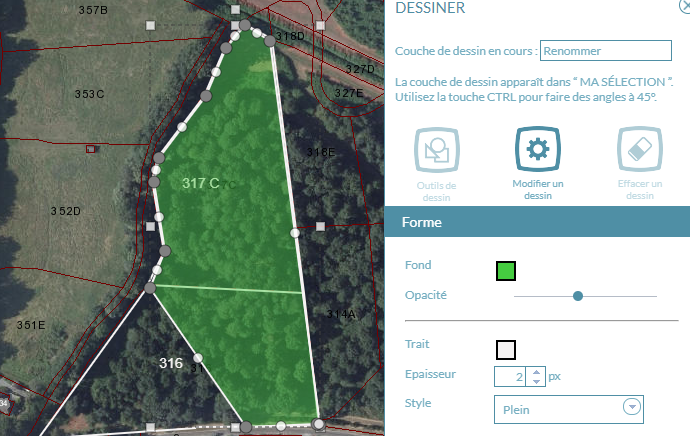 357B
318D
327D
353C
327E
318E
317 C
352D
314A
351E
316
34
DESSINER
Couche de dessin en cours : Renommer
La couche de dessin apparaît dans “ MA SÉLECTION ”.
Utilisez la touche CTRL pour faire des angles à 45°.
Outils de
dessin
Modifier un
dessin
Effacer un
dessin
Forme
Fond
Opacité
Trait
Epaisseur
2 px
Style
Plein